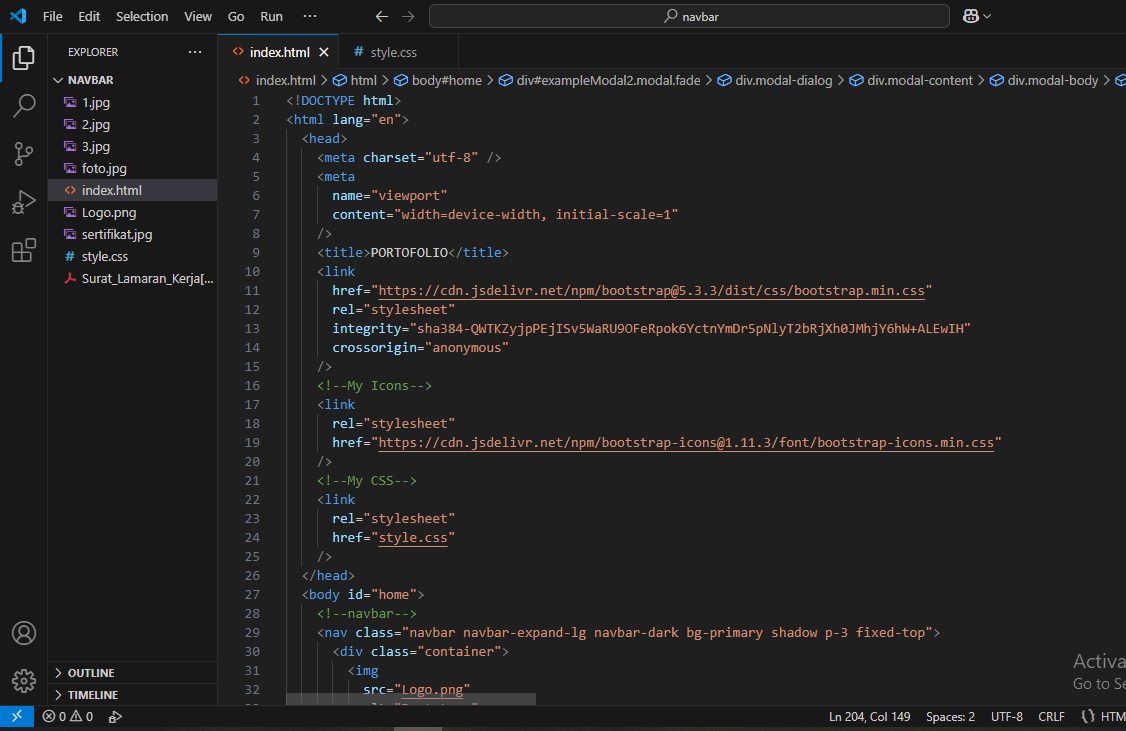 File Edit Selection View Go Run ··· navbar
EXPLORER ···
NAVBAR
1.jpg
2.jpg
3.jpg
foto.jpg
index.html
Logo.png
sertifikat.jpg
style.css
Surat_Lamaran_Kerja[...
OUTLINE
TIMELINE
index.html # style.css
index.html > html > body#home > div#exampleModal2.modal.fade > div.modal-dialog > div.modal-content > div.modal-body >
1 <!DOCTYPE html>
2 <html lang="en">
3 <head>
4 <meta charset="utf-8" />
5 <meta
6 name="viewport"
7 content="width=device-width, initial-scale=1"
8 />
9 <title>PORTOFOLIO</title>
10 <link
11 href="https://cdn.jsdelivr.net/npm/bootstrap@5.3.3/dist/css/bootstrap.min.css"
12 rel="stylesheet"
13 integrity="sha384-QWTKZyjpPEjISv5WaRU9OFeRpok6YctnYmDr5pNlyT2bRjXh0JMhjY6hW+ALEwIH"
14 crossorigin="anonymous"
15 />
16 <!--My Icons-->
17 <link
18 rel="stylesheet"
19 href="https://cdn.jsdelivr.net/npm/bootstrap-icons@1.11.3/font/bootstrap-icons.min.css"
20 />
21 <!--My CSS-->
22 <link
23 rel="stylesheet"
24 href="style.css"
25 />
26 </head>
27 <body id="home">
28 <!--navbar-->
29 <nav class="navbar navbar-expand-lg navbar-dark bg-primary shadow p-3 fixed-top">
30 <div class="container">
31 <img
32 src="Logo.png"
Activa
Go to Se
0 0 Ln 204, Col 149 Spaces: 2 UTF-8 CRLF {} HTM